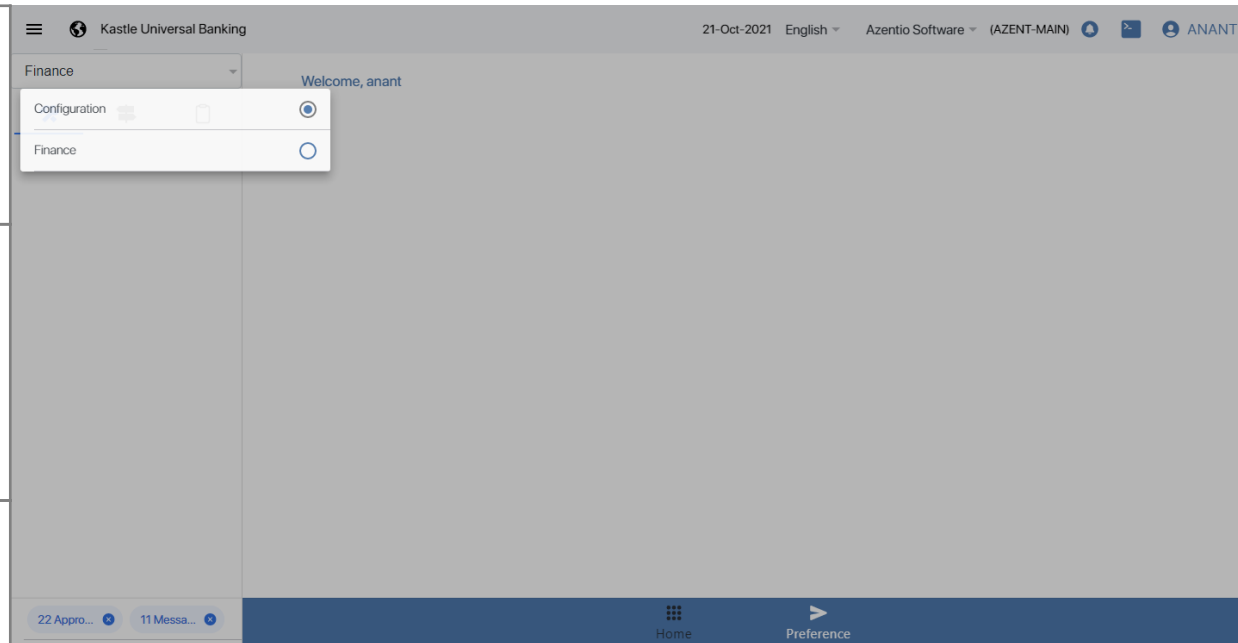 Kastle Universal Banking 21-Oct-2021 English Azentio Software (AZENT-MAIN) ANANT
Finance
Welcome, anant
Configuration
Finance
22 Appro... 11 Messa...
Home Preference